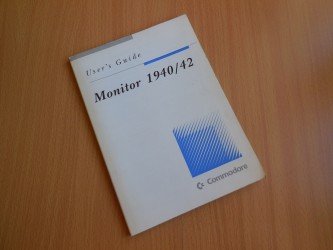 User's Guide
Monitor 1940/42
Commodore